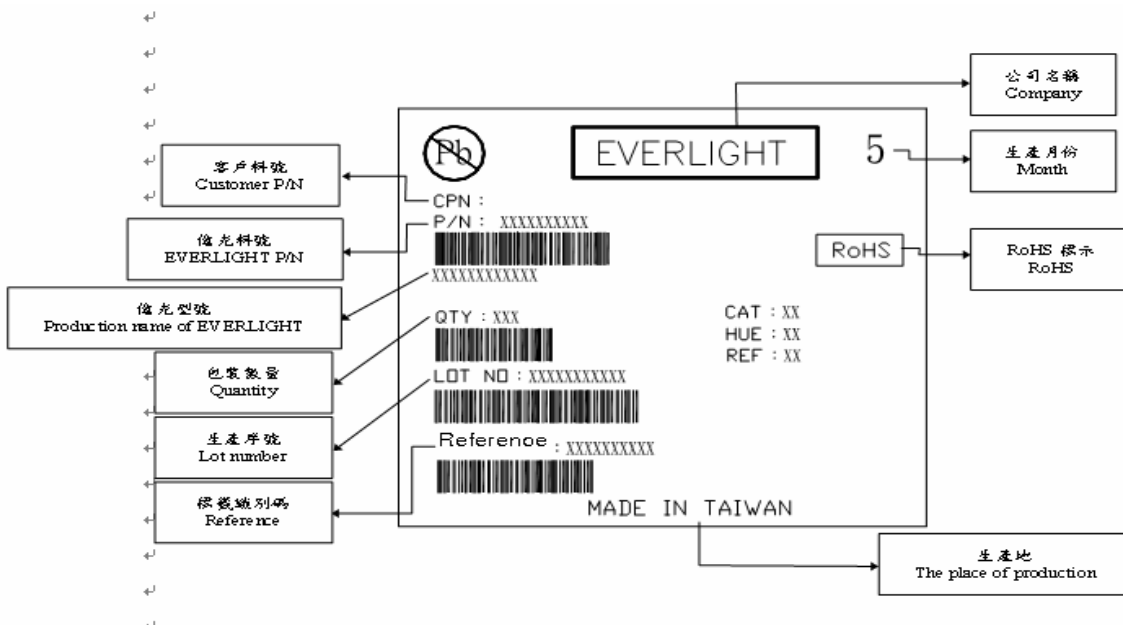 公司名稱
Company
Pb
EVERLIGHT
5
生產月份
Month
客戶料號
Customer P/N
CPN :
P/N : XXXXXXXXXX
億光料號
EVERLIGHT P/N
RoHS
RoHS 標示
RoHS
XXXXXXXXXXXX
億光型號
Production name of EVERLIGHT
QTY : XXX
CAT : XX
HUE : XX
REF : XX
包裝數量
Quantity
LOT NO : XXXXXXXXXXX
生產序號
Lot number
Reference : XXXXXXXXXX
標籤識別碼
Reference
MADE IN TAIWAN
生產地
The place of production